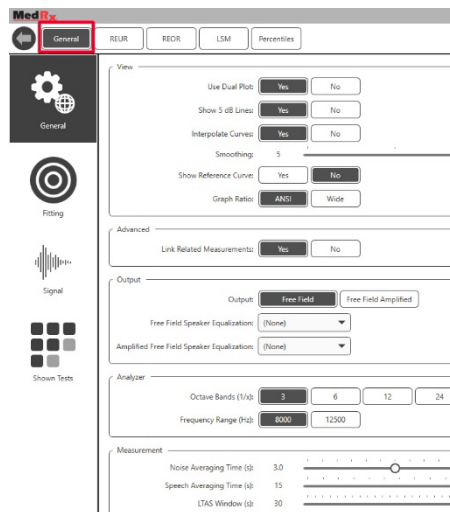 MedRx
General REUR REOR LSM Percentiles
General
Fitting
Signal
Shown Tests
View
Use Dual Plot: Yes No
Show 5 dB Lines: Yes No
Interpolate Curves: Yes No
Smoothing: 5
Show Reference Curve: Yes No
Graph Ratio: ANSI Wide
Advanced
Link Related Measurements: Yes No
Output
Output: Free Field Free Field Amplified
Free Field Speaker Equalization: (None)
Amplified Free Field Speaker Equalization: (None)
Analyzer
Octave Bands (1/x): 3 6 12 24
Frequency Range (Hz): 8000 12500
Measurement
Noise Averaging Time (s): 3.0
Speech Averaging Time (s): 15
LTAS Window (s): 30